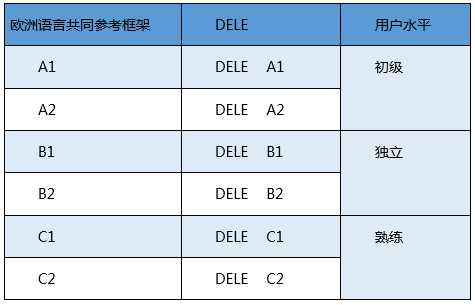 欧洲语言共同参考框架 DELE 用户水平
A1 DELE A1 初级
A2 DELE A2
B1 DELE B1 独立
B2 DELE B2
C1 DELE C1 熟练
C2 DELE C2